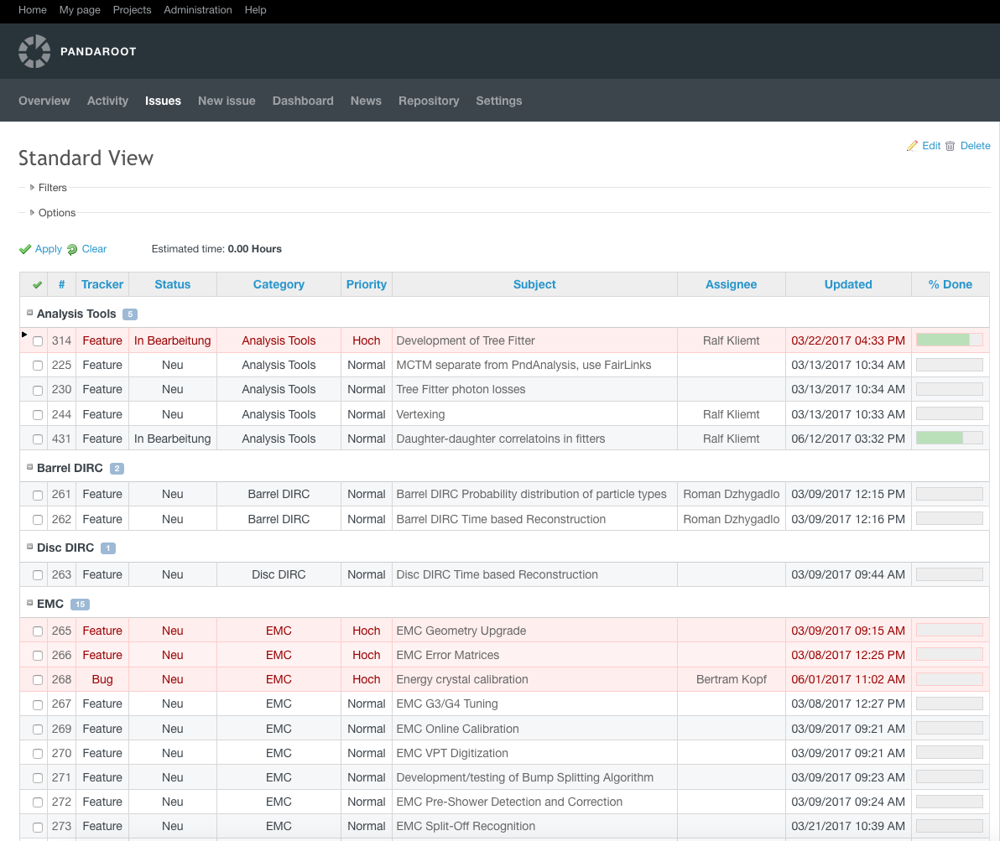 Home My page Projects Administration Help
PANDAROOT
Overview Activity Issues New issue Dashboard News Repository Settings
Edit Delete
Standard View
Filters
Options
Apply Clear Estimated time: 0.00 Hours
# Tracker Status Category Priority Subject Assignee Updated % Done
Analysis Tools 5
314 Feature In Bearbeitung Analysis Tools Hoch Development of Tree Fitter Ralf Kliemt 03/22/2017 04:33 PM
225 Feature Neu Analysis Tools Normal MCTM separate from PndAnalysis, use FairLinks 03/13/2017 10:34 AM
230 Feature Neu Analysis Tools Normal Tree Fitter photon losses 03/13/2017 10:34 AM
244 Feature Neu Analysis Tools Normal Vertexing Ralf Kliemt 03/13/2017 10:33 AM
431 Feature In Bearbeitung Analysis Tools Normal Daughter-daughter correlatoins in fitters Ralf Kliemt 06/12/2017 03:32 PM
Barrel DIRC 2
261 Feature Neu Barrel DIRC Normal Barrel DIRC Probability distribution of particle types Roman Dzhygadlo 03/09/2017 12:15 PM
262 Feature Neu Barrel DIRC Normal Barrel DIRC Time based Reconstruction Roman Dzhygadlo 03/09/2017 12:16 PM
Disc DIRC 1
263 Feature Neu Disc DIRC Normal Disc DIRC Time based Reconstruction 03/09/2017 09:44 AM
EMC 15
265 Feature Neu EMC Hoch EMC Geometry Upgrade 03/09/2017 09:15 AM
266 Feature Neu EMC Hoch EMC Error Matrices 03/08/2017 12:25 PM
268 Bug Neu EMC Hoch Energy crystal calibration Bertram Kopf 06/01/2017 11:02 AM
267 Feature Neu EMC Normal EMC G3/G4 Tuning 03/08/2017 12:27 PM
269 Feature Neu EMC Normal EMC Online Calibration 03/09/2017 09:21 AM
270 Feature Neu EMC Normal EMC VPT Digitization 03/09/2017 09:21 AM
271 Feature Neu EMC Normal Development/testing of Bump Splitting Algorithm 03/09/2017 09:23 AM
272 Feature Neu EMC Normal EMC Pre-Shower Detection and Correction 03/09/2017 09:24 AM
273 Feature Neu EMC Normal EMC Split-Off Recognition 03/21/2017 10:39 AM